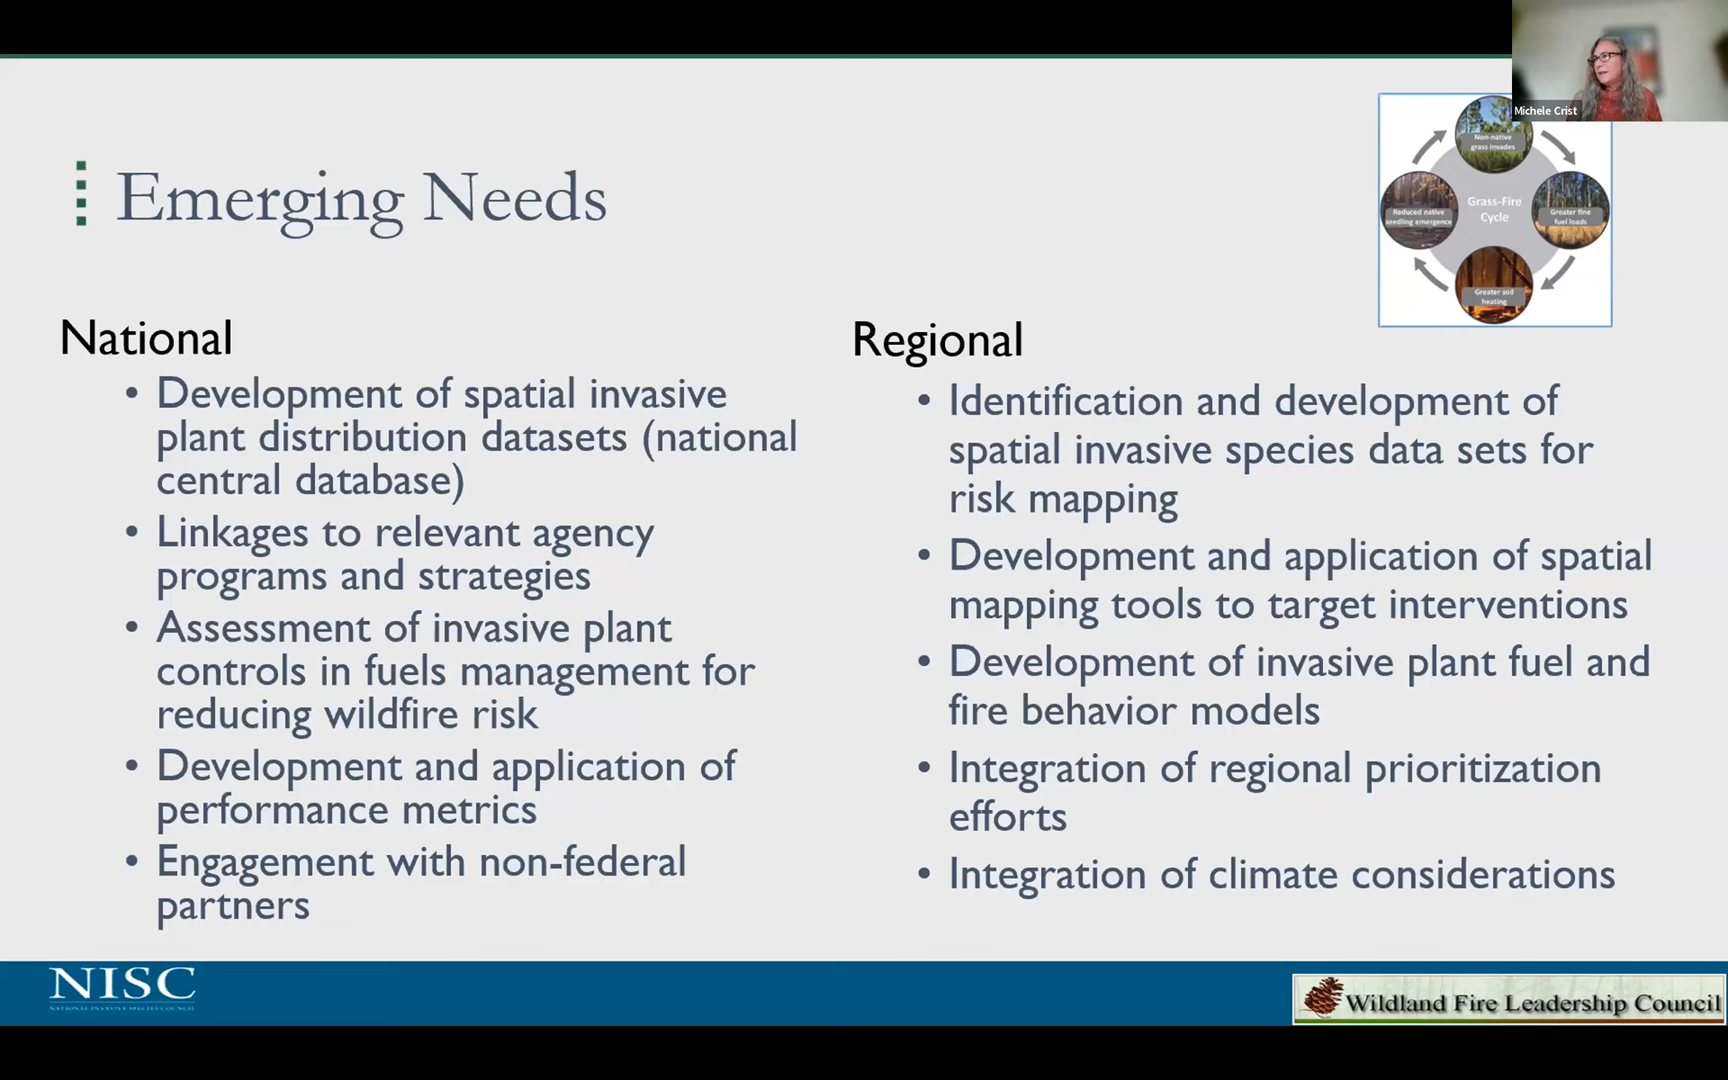 Michele Crist
Non-native
grass invades
Grass-Fire
Cycle
Reduced native
seedling emergence
Greater fine
fuel loads
Greater soil
heating
Emerging Needs
National
• Development of spatial invasive
plant distribution datasets (national
central database)
• Linkages to relevant agency
programs and strategies
• Assessment of invasive plant
controls in fuels management for
reducing wildfire risk
• Development and application of
performance metrics
• Engagement with non-federal
partners
Regional
• Identification and development of
spatial invasive species data sets for
risk mapping
• Development and application of spatial
mapping tools to target interventions
• Development of invasive plant fuel and
fire behavior models
• Integration of regional prioritization
efforts
• Integration of climate considerations
NISC
NATIONAL INVASIVE SPECIES COUNCIL
Wildland Fire Leadership Council